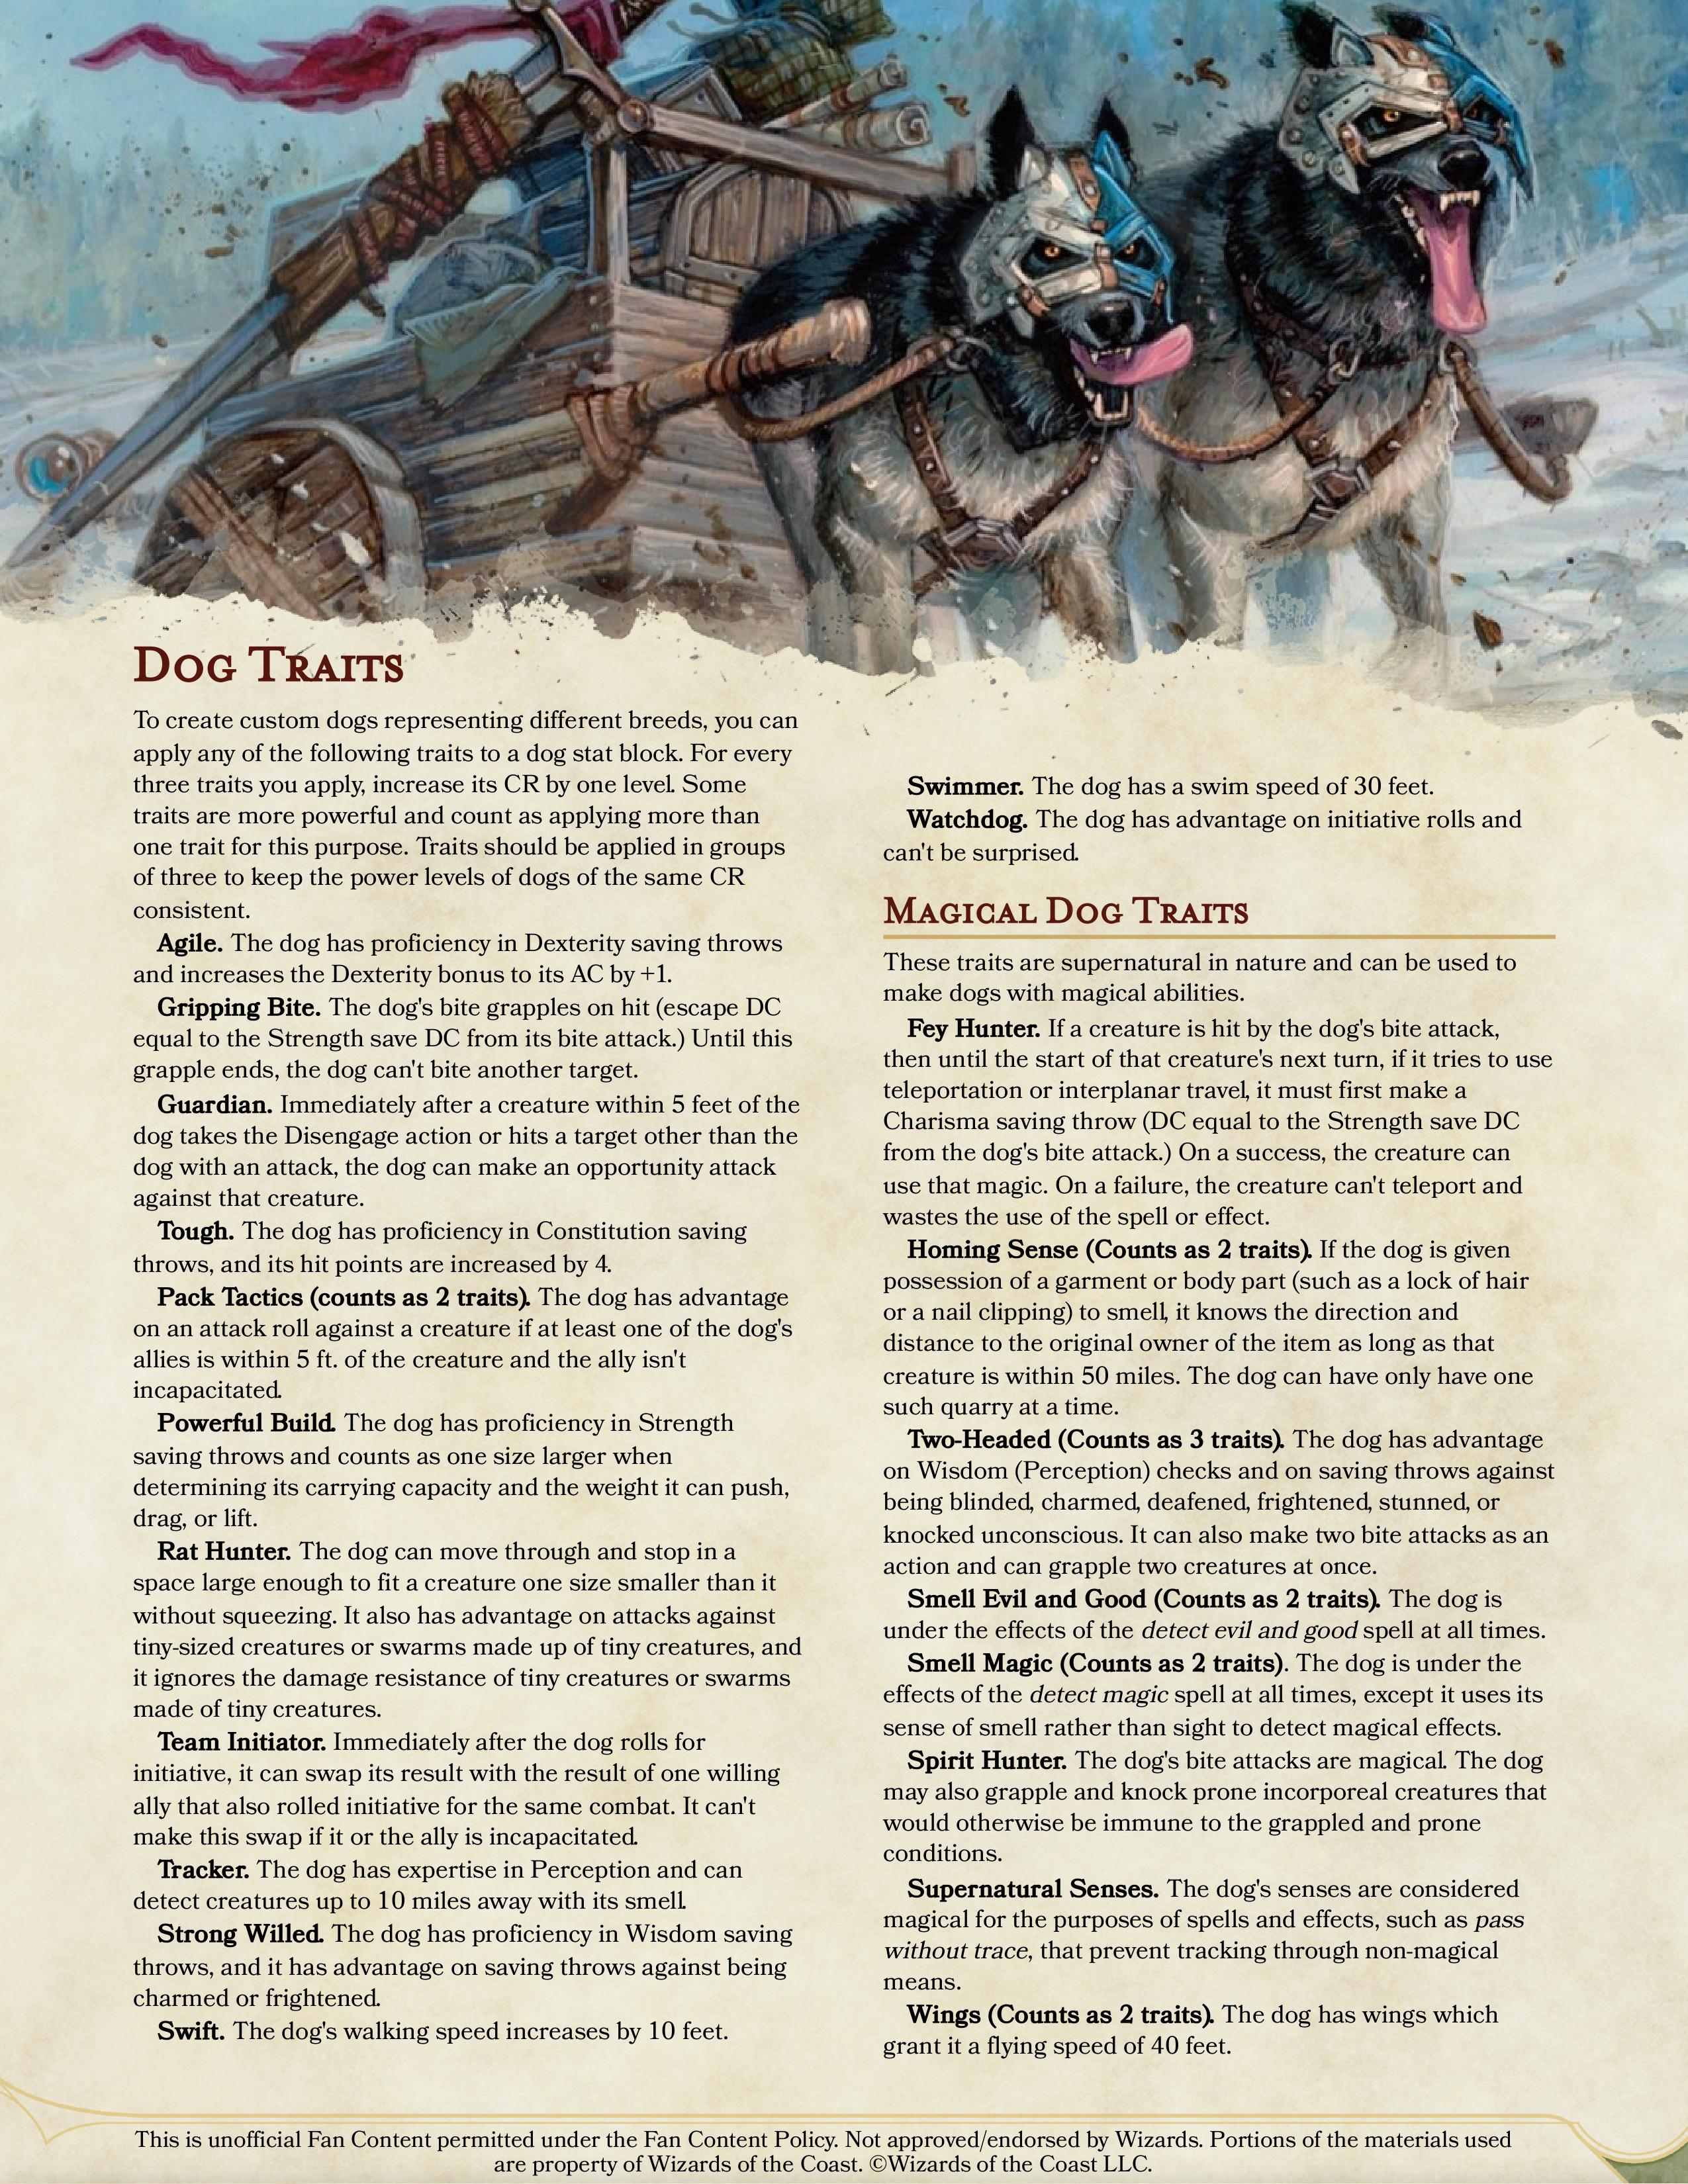 Dog Traits
To create custom dogs representing different breeds, you can
apply any of the following traits to a dog stat block. For every
three traits you apply, increase its CR by one level. Some
traits are more powerful and count as applying more than
one trait for this purpose. Traits should be applied in groups
of three to keep the power levels of dogs of the same CR
consistent.
Agile. The dog has proficiency in Dexterity saving throws
and increases the Dexterity bonus to its AC by +1.
Gripping Bite. The dog's bite grapples on hit (escape DC
equal to the Strength save DC from its bite attack.) Until this
grapple ends, the dog can't bite another target.
Guardian. Immediately after a creature within 5 feet of the
dog takes the Disengage action or hits a target other than the
dog with an attack, the dog can make an opportunity attack
against that creature.
Tough. The dog has proficiency in Constitution saving
throws, and its hit points are increased by 4.
Pack Tactics (counts as 2 traits). The dog has advantage
on an attack roll against a creature if at least one of the dog's
allies is within 5 ft. of the creature and the ally isn't
incapacitated.
Powerful Build. The dog has proficiency in Strength
saving throws and counts as one size larger when
determining its carrying capacity and the weight it can push,
drag, or lift.
Rat Hunter. The dog can move through and stop in a
space large enough to fit a creature one size smaller than it
without squeezing. It also has advantage on attacks against
tiny-sized creatures or swarms made up of tiny creatures, and
it ignores the damage resistance of tiny creatures or swarms
made of tiny creatures.
Team Initiator. Immediately after the dog rolls for
initiative, it can swap its result with the result of one willing
ally that also rolled initiative for the same combat. It can't
make this swap if it or the ally is incapacitated.
Tracker. The dog has expertise in Perception and can
detect creatures up to 10 miles away with its smell.
Strong Willed. The dog has proficiency in Wisdom saving
throws, and it has advantage on saving throws against being
charmed or frightened.
Swift. The dog's walking speed increases by 10 feet.
Swimmer. The dog has a swim speed of 30 feet.
Watchdog. The dog has advantage on initiative rolls and
can't be surprised.
Magical Dog Traits
These traits are supernatural in nature and can be used to
make dogs with magical abilities.
Fey Hunter. If a creature is hit by the dog's bite attack,
then until the start of that creature's next turn, if it tries to use
teleportation or interplanar travel, it must first make a
Charisma saving throw (DC equal to the Strength save DC
from the dog's bite attack.) On a success, the creature can
use that magic. On a failure, the creature can't teleport and
wastes the use of the spell or effect.
Homing Sense (Counts as 2 traits). If the dog is given
possession of a garment or body part (such as a lock of hair
or a nail clipping) to smell, it knows the direction and
distance to the original owner of the item as long as that
creature is within 50 miles. The dog can have only have one
such quarry at a time.
Two-Headed (Counts as 3 traits). The dog has advantage
on Wisdom (Perception) checks and on saving throws against
being blinded, charmed, deafened, frightened, stunned, or
knocked unconscious. It can also make two bite attacks as an
action and can grapple two creatures at once.
Smell Evil and Good (Counts as 2 traits). The dog is
under the effects of the detect evil and good spell at all times.
Smell Magic (Counts as 2 traits). The dog is under the
effects of the detect magic spell at all times, except it uses its
sense of smell rather than sight to detect magical effects.
Spirit Hunter. The dog's bite attacks are magical. The dog
may also grapple and knock prone incorporeal creatures that
would otherwise be immune to the grappled and prone
conditions.
Supernatural Senses. The dog's senses are considered
magical for the purposes of spells and effects, such as pass
without trace, that prevent tracking through non-magical
means.
Wings (Counts as 2 traits). The dog has wings which
grant it a flying speed of 40 feet.
This is unofficial Fan Content permitted under the Fan Content Policy. Not approved/endorsed by Wizards. Portions of the materials used
are property of Wizards of the Coast. ©Wizards of the Coast LLC.